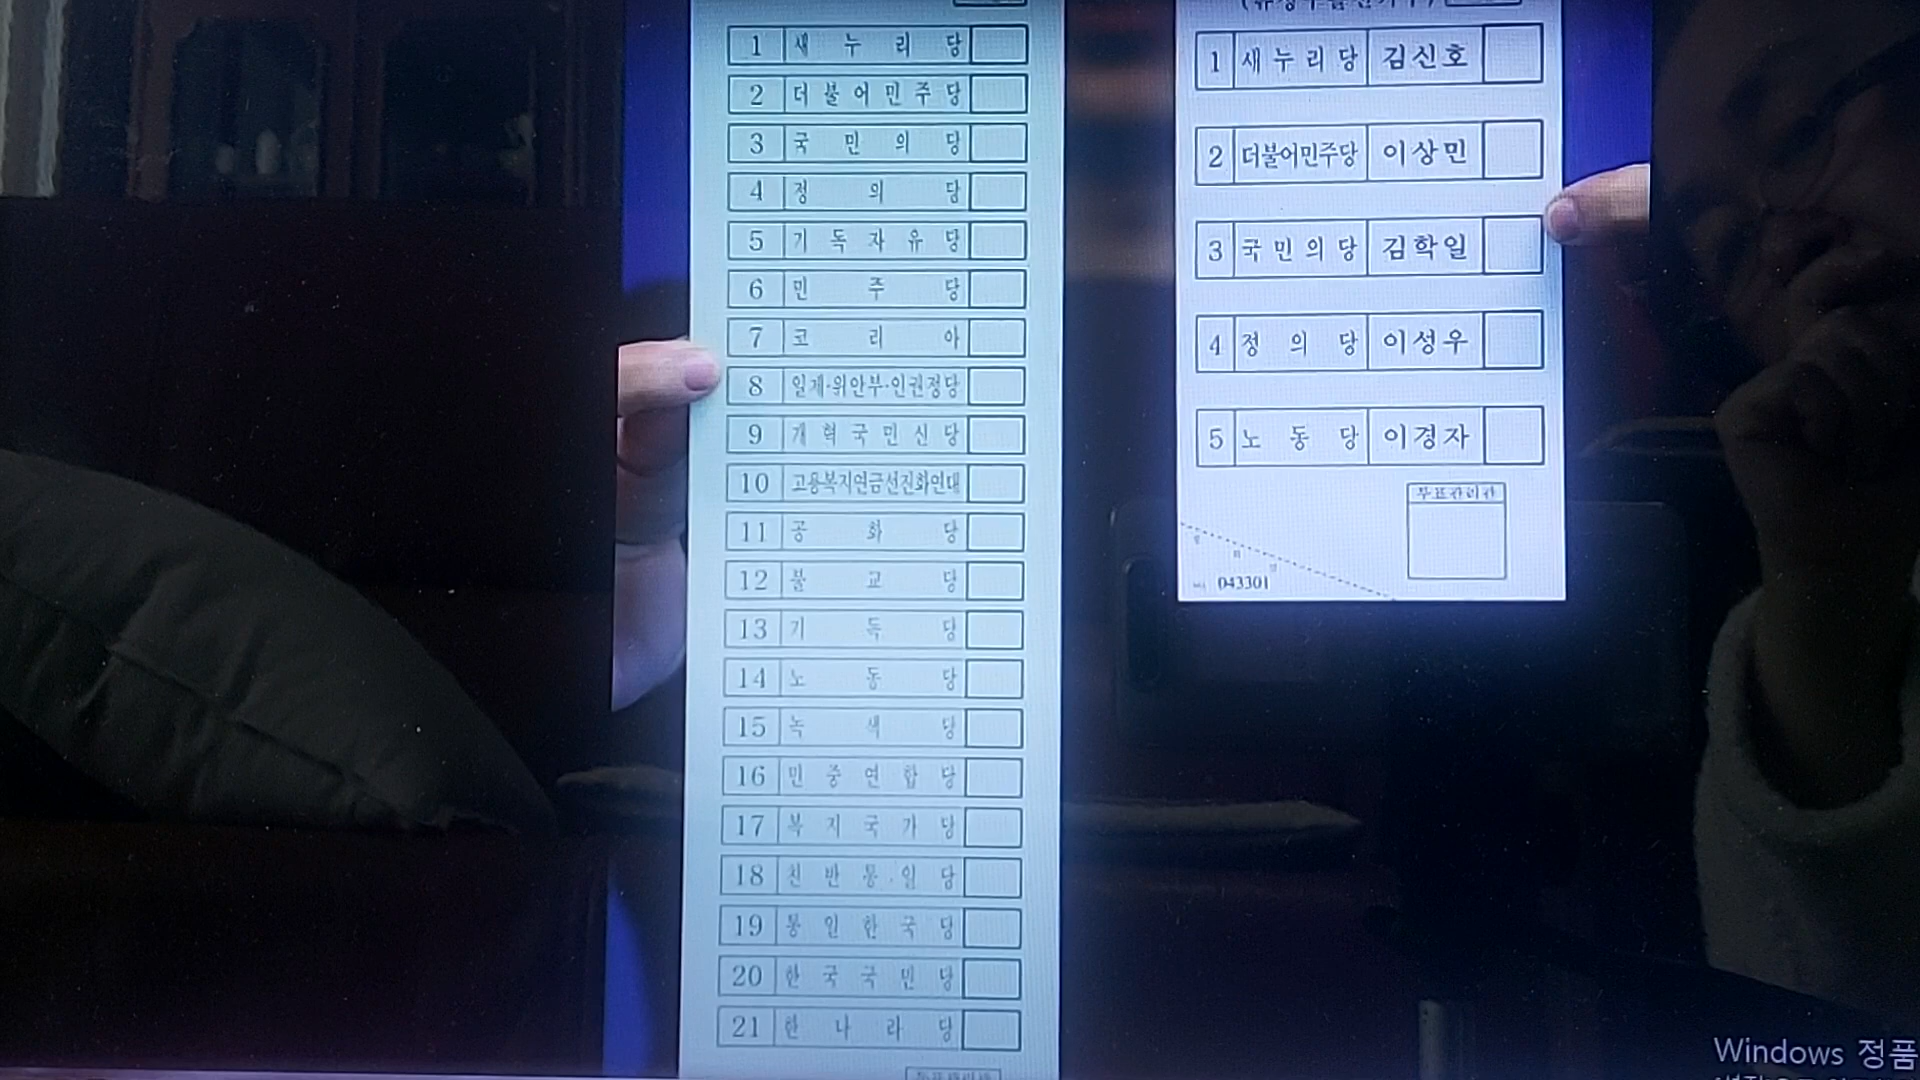 1 새누리당
2 더불어민주당
3 국민의당
4 정의당
5 기독자유당
6 민주당
7 코리아
8 일제·위안부·인권정당
9 개혁국민신당
10 고용복지연금선진화연대
11 공화당
12 불교당
13 기독당
14 노동당
15 녹색당
16 민중연합당
17 복지국가당
18 친반통일당
19 통일한국당
20 한국국민당
21 한나라당
1 새누리당 김신호
2 더불어민주당 이상민
3 국민의당 김학일
4 정의당 이성우
5 노동당 이경자
투표관리관
043301
Windows 정품